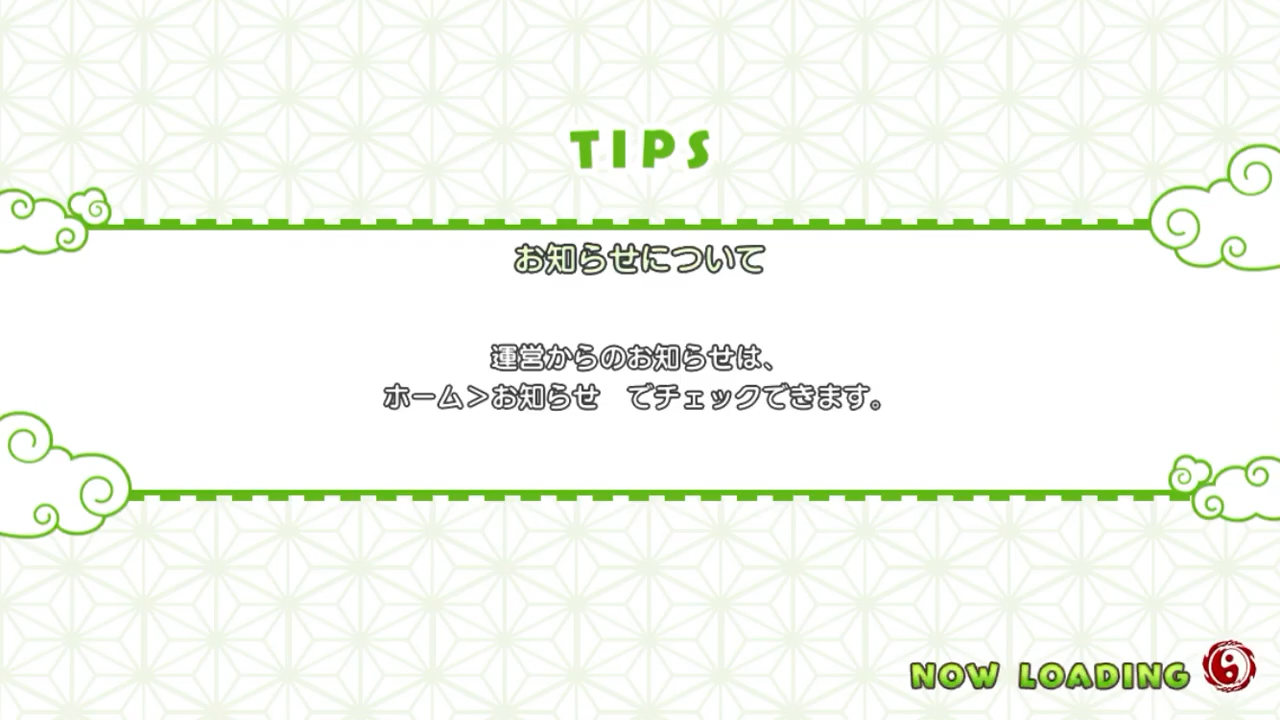 TIPS
お知らせについて
運営からのお知らせは、
ホーム＞お知らせ　でチェックできます。
NOW LOADING